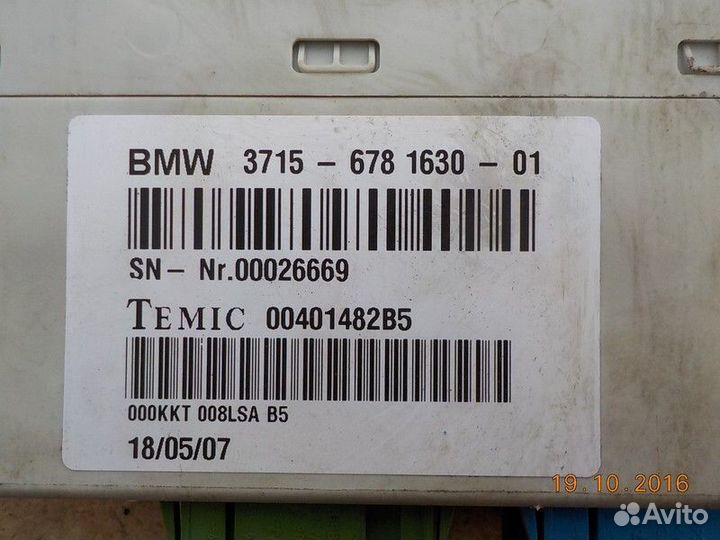 BMW 3715 - 678 1630 - 01
SN - Nr.00026669
TEMIC 00401482B5
000KKT 008LSA B5
18/05/07
19.10.2016
Avito